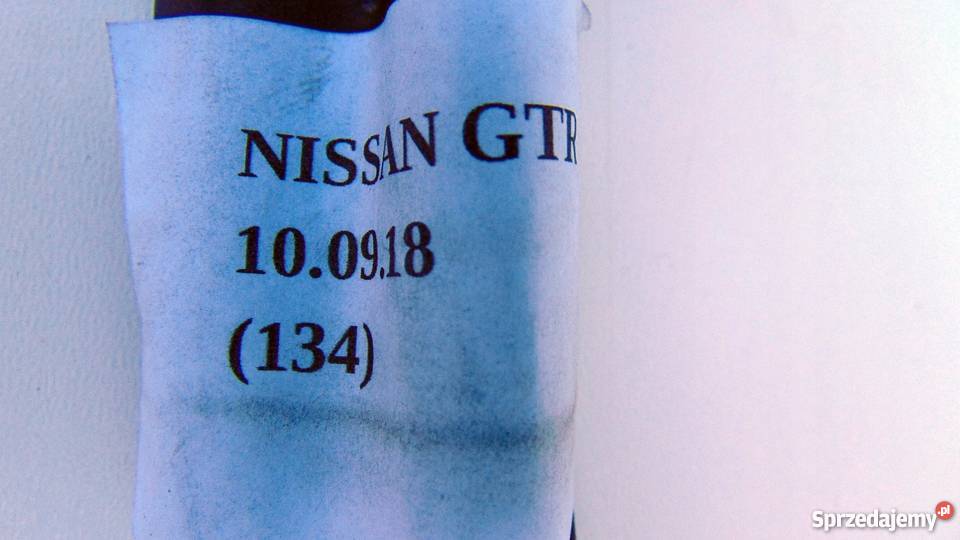 NISSAN GTR
10.09.18
(134)
Sprzedajemy.pl